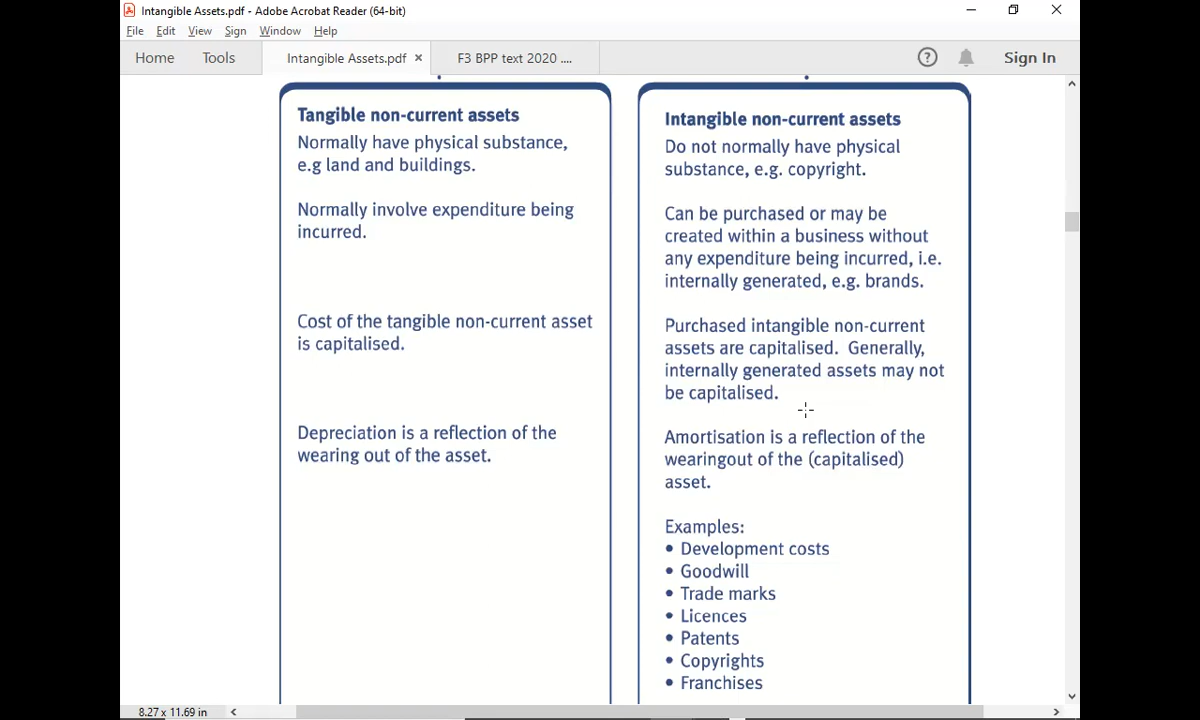 Intangible Assets.pdf - Adobe Acrobat Reader (64-bit)
File Edit View Sign Window Help
Home Tools Intangible Assets.pdf × F3 BPP text 2020 .... ? Sign In
Tangible non-current assets
Normally have physical substance,
e.g land and buildings.
Normally involve expenditure being
incurred.
Cost of the tangible non-current asset
is capitalised.
Depreciation is a reflection of the
wearing out of the asset.
Intangible non-current assets
Do not normally have physical
substance, e.g. copyright.
Can be purchased or may be
created within a business without
any expenditure being incurred, i.e.
internally generated, e.g. brands.
Purchased intangible non-current
assets are capitalised. Generally,
internally generated assets may not
be capitalised.
Amortisation is a reflection of the
wearingout of the (capitalised)
asset.
Examples:
• Development costs
• Goodwill
• Trade marks
• Licences
• Patents
• Copyrights
• Franchises
8.27 x 11.69 in